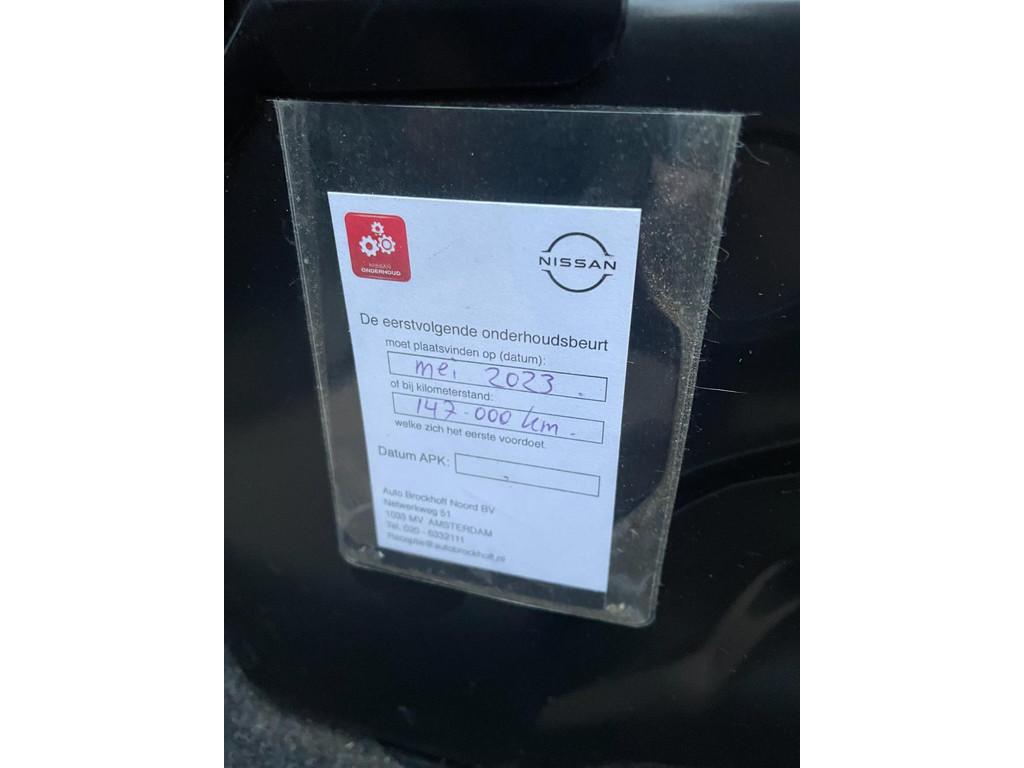 NISSAN
ONDERHOUD
NISSAN
De eerstvolgende onderhoudsbeurt
moet plaatsvinden op (datum):
mei 2023.
of bij kilometerstand:
147.000 km.
welke zich het eerste voordoet.
Datum APK:
Auto Brockhoff Noord BV
Netwerkweg 51
1033 MV AMSTERDAM
Tel. 020 - 6332111
Receptie@autobrockhoff.nl